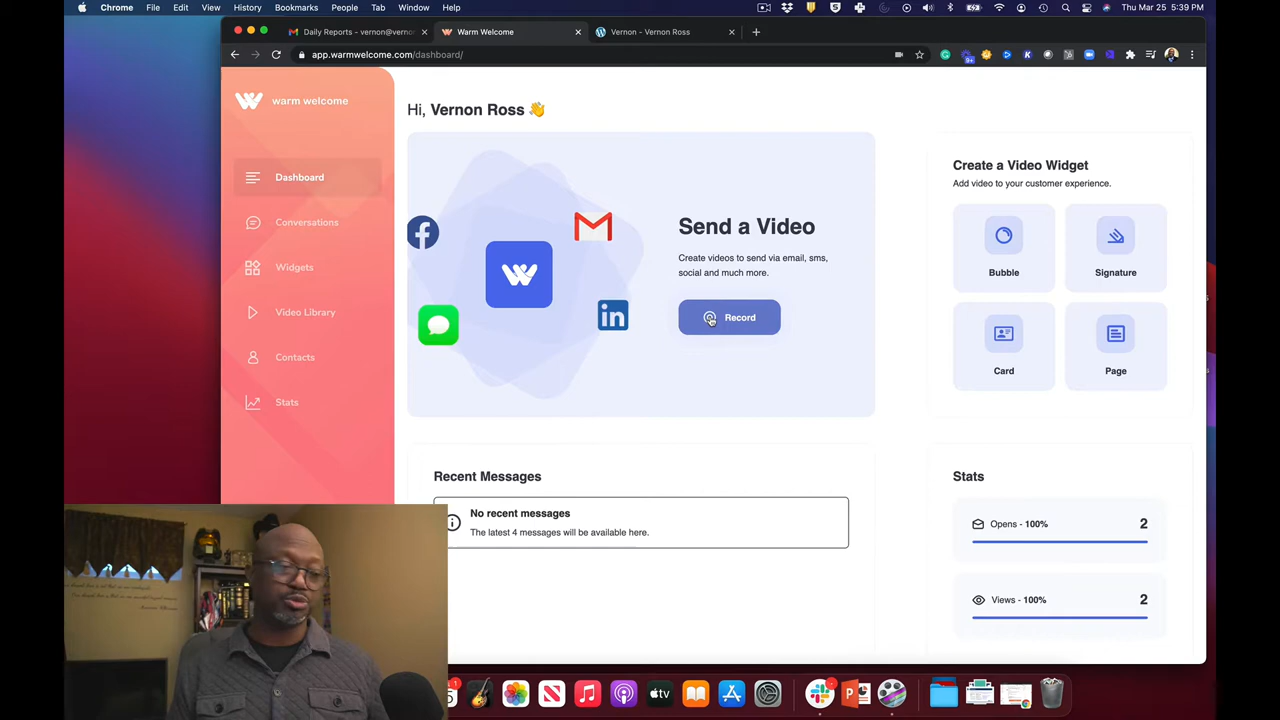 Chrome File Edit View History Bookmarks People Tab Window Help
Thu Mar 25 5:39 PM
Daily Reports - vernon@verno
Warm Welcome
Vernon - Vernon Ross
app.warmwelcome.com/dashboard/
9+
warm welcome
Dashboard
Conversations
Widgets
Video Library
Contacts
Stats
Hi, Vernon Ross
Send a Video
Create videos to send via email, sms,
social and much more.
Record
Create a Video Widget
Add video to your customer experience.
Bubble
Signature
Card
Page
Recent Messages
No recent messages
The latest 4 messages will be available here.
Stats
Opens - 100% 2
Views - 100% 2
tv